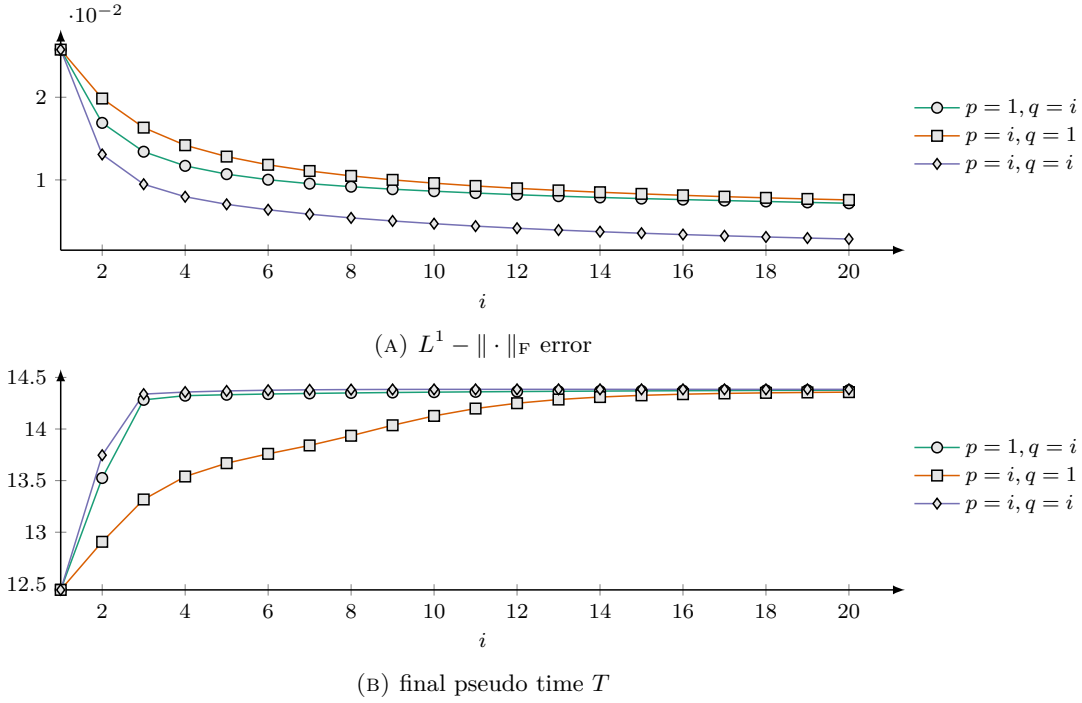 ·10⁻²
2
1
2 4 6 8 10 12 14 16 18 20
i
p = 1, q = i
p = i, q = 1
p = i, q = i
(A) L¹ − ‖ · ‖F error
14.5
14
13.5
13
12.5
2 4 6 8 10 12 14 16 18 20
i
p = 1, q = i
p = i, q = 1
p = i, q = i
(B) final pseudo time T